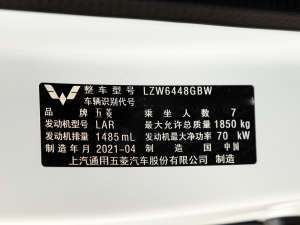 整车型号 LZW6448GBW
车辆识别代号
品牌 五菱 乘坐人数 7
发动机型号 LAR 最大允许总质量 1850 kg
发动机排量 1485 mL 发动机最大净功率 70 kW
制造年月 2021-04 制造国 中国
上汽通用五菱汽车股份有限公司 制造